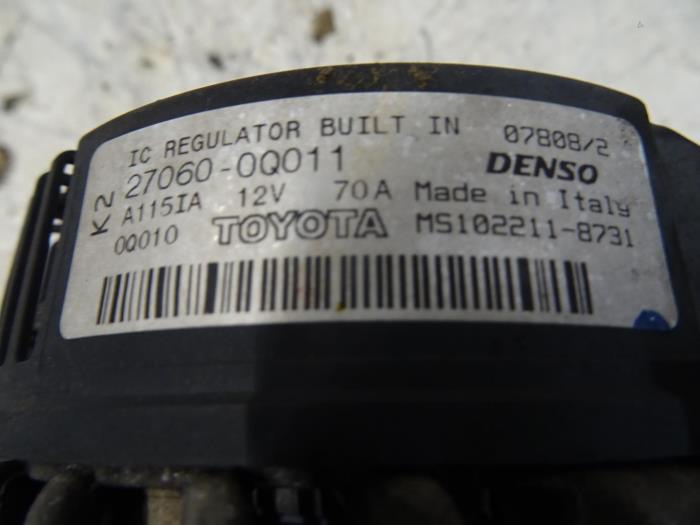 IC REGULATOR BUILT IN 07808/2
K2 27060-0Q011 DENSO
A115IA 12V 70A Made in Italy
0Q010 TOYOTA MS102211-8731